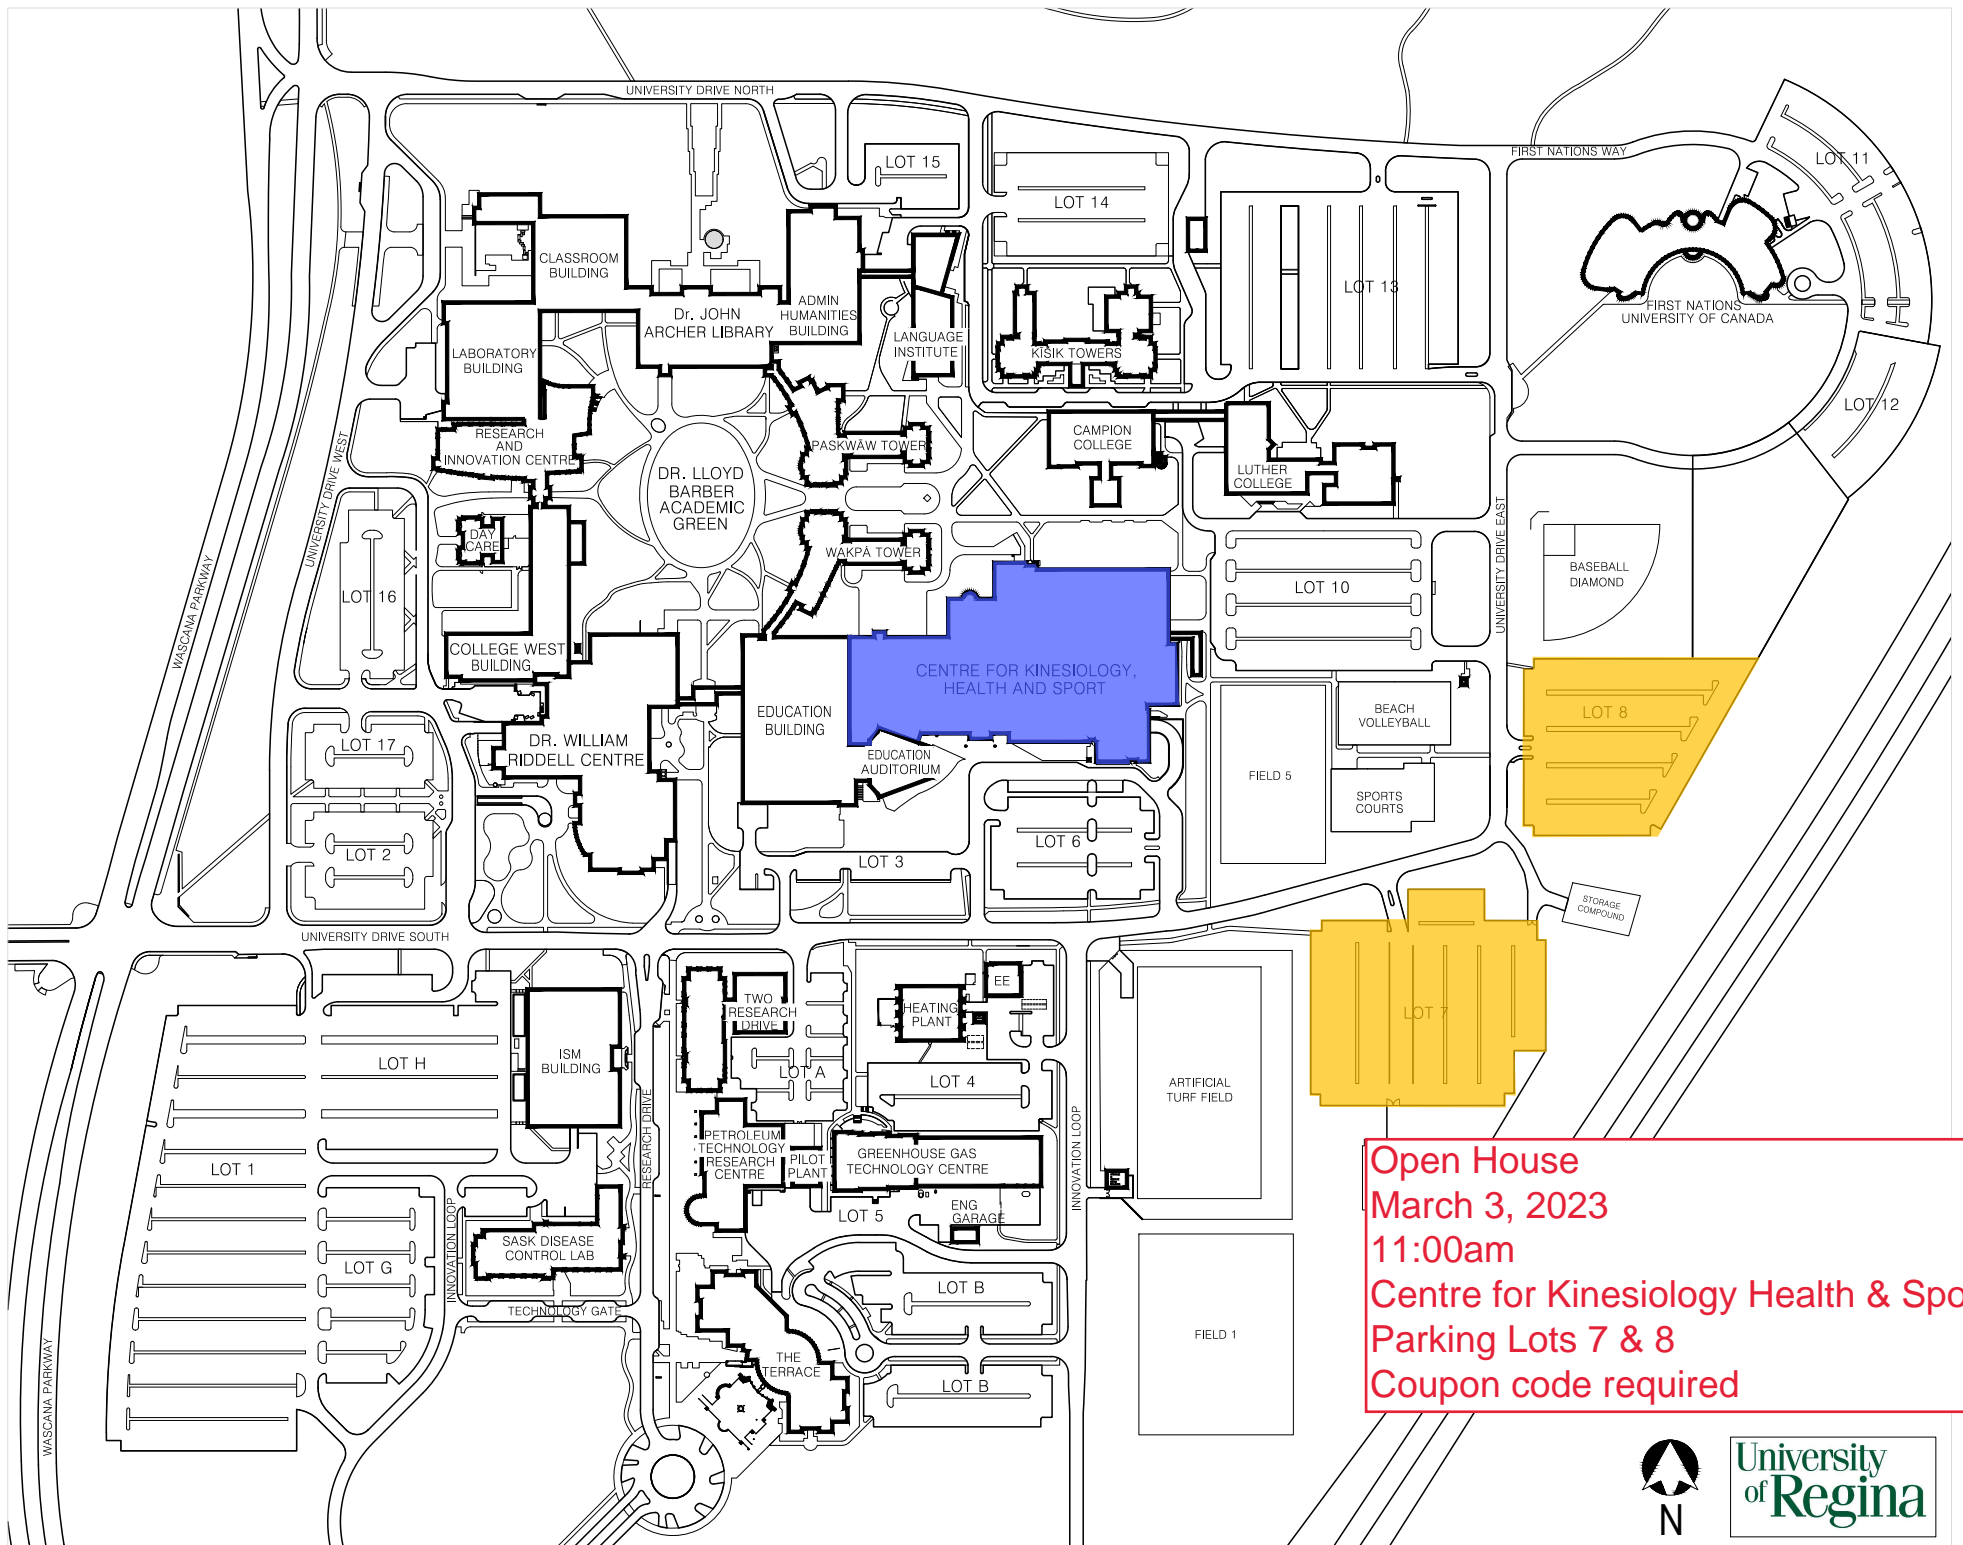 UNIVERSITY DRIVE NORTH
FIRST NATIONS WAY
LOT 11
LOT 15
LOT 14
CLASSROOM
BUILDING
LOT 13
ADMIN
HUMANITIES
BUILDING
Dr. JOHN
ARCHER LIBRARY
FIRST NATIONS
UNIVERSITY OF CANADA
LANGUAGE
INSTITUTE
KĪSIK TOWERS
LABORATORY
BUILDING
LOT 12
RESEARCH
AND
INNOVATION CENTRE
PASKWĀW TOWER
CAMPION
COLLEGE
LUTHER
COLLEGE
DR. LLOYD
BARBER
ACADEMIC
GREEN
UNIVERSITY DRIVE WEST
UNIVERSITY DRIVE EAST
DAY
CARE
WAKPĀ TOWER
BASEBALL
DIAMOND
LOT 10
LOT 16
WASCANA PARKWAY
COLLEGE WEST
BUILDING
CENTRE FOR KINESIOLOGY,
HEALTH AND SPORT
EDUCATION
BUILDING
BEACH
VOLLEYBALL
LOT 8
LOT 17
DR. WILLIAM
RIDDELL CENTRE
EDUCATION
AUDITORIUM
FIELD 5
SPORTS
COURTS
LOT 2
LOT 3
LOT 6
STORAGE
COMPOUND
UNIVERSITY DRIVE SOUTH
TWO
RESEARCH
DRIVE
HEATING
PLANT
EE
LOT 7
ISM
BUILDING
LOT H
LOT A
LOT 4
ARTIFICIAL
TURF FIELD
RESEARCH DRIVE
INNOVATION LOOP
PETROLEUM
TECHNOLOGY
RESEARCH
CENTRE
PILOT
PLANT
GREENHOUSE GAS
TECHNOLOGY CENTRE
LOT 1
LOT 5
ENG
GARAGE
INNOVATION LOOP
SASK DISEASE
CONTROL LAB
LOT G
TECHNOLOGY GATE
LOT B
FIELD 1
THE
TERRACE
LOT B
WASCANA PARKWAY
Open House
March 3, 2023
11:00am
Centre for Kinesiology Health & Spo
Parking Lots 7 & 8
Coupon code required
N
University
of Regina